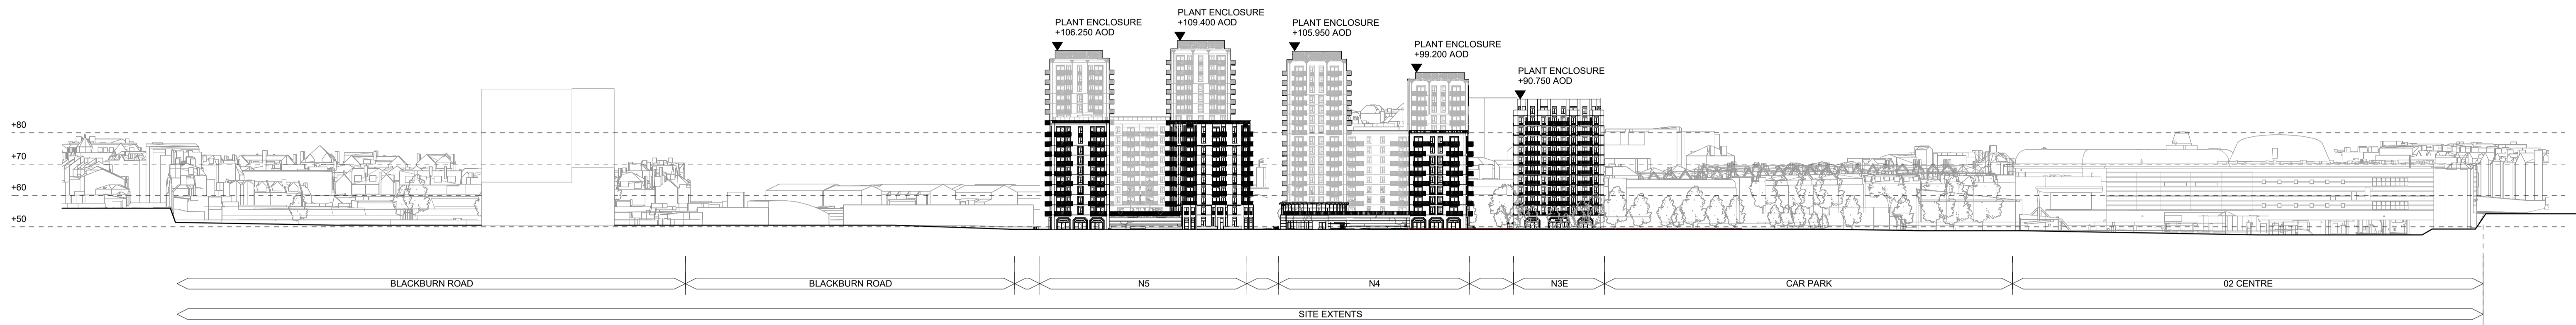 PLANT ENCLOSURE
+106.250 AOD
PLANT ENCLOSURE
+109.400 AOD
PLANT ENCLOSURE
+105.950 AOD
PLANT ENCLOSURE
+99.200 AOD
PLANT ENCLOSURE
+90.750 AOD
+80
+70
+60
+50
BLACKBURN ROAD
BLACKBURN ROAD
N5
N4
N3E
CAR PARK
02 CENTRE
SITE EXTENTS